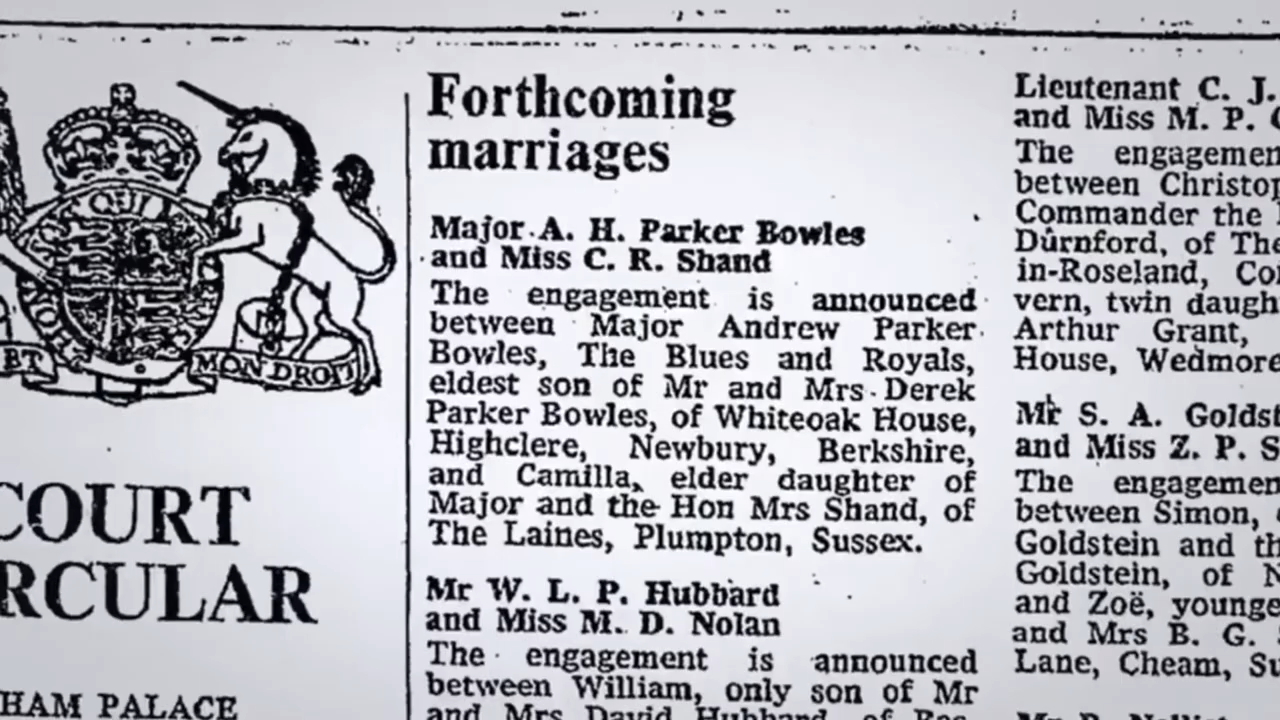 QUI
MON DROIT
COURT
RCULAR
HAM PALACE
Forthcoming
marriages
Major A. H. Parker Bowles
and Miss C. R. Shand
The engagement is announced
between Major Andrew Parker
Bowles, The Blues and Royals,
eldest son of Mr and Mrs Derek
Parker Bowles, of Whiteoak House,
Highclere, Newbury, Berkshire,
and Camilla, elder daughter of
Major and the Hon Mrs Shand, of
The Laines, Plumpton, Sussex.
Mr W. L. P. Hubbard
and Miss M. D. Nolan
The engagement is announced
between William, only son of Mr
and Mrs David Hubbard, of
Lieutenant C. J.
and Miss M. P.
The engagemen
between Christop
Commander the
Dûrnford, of The
in-Roseland, Co
vern, twin daugh
Arthur Grant,
House, Wedmore
Mr S. A. Goldst
and Miss Z. P. S
The engagemen
between Simon,
Goldstein and th
Goldstein, of N
and Zoë, younge
and Mrs B. G.
Lane, Cheam, Su